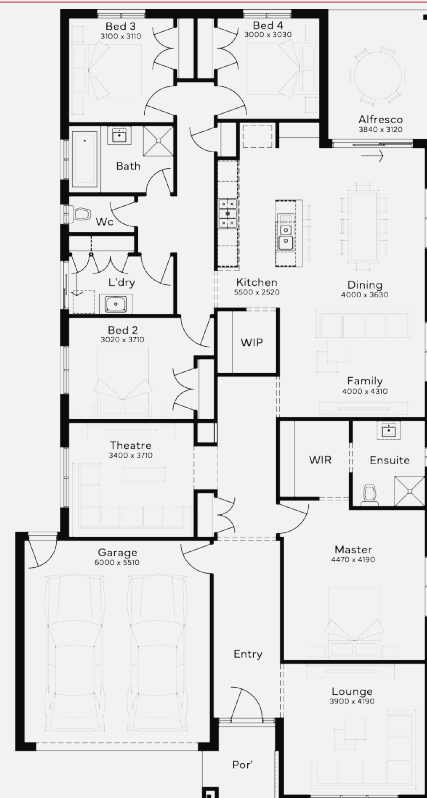 Bed 3
3100 x 3110
Bed 4
3000 x 3030
Alfresco
3840 x 3120
Bath
Wc
L'dry
Kitchen
5500 x 2520
Dining
4000 x 3630
Bed 2
3020 x 3710
WIP
Family
4000 x 4310
Theatre
3400 x 3710
WIR
Ensuite
Garage
6000 x 5510
Master
4470 x 4190
Entry
Lounge
3900 x 4190
Por'